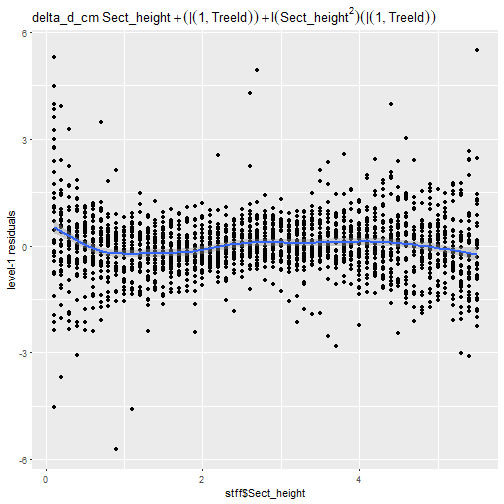 delta_d_cm Sect_height + (|(1, TreeId)) + I(Sect_height²)(|(1, TreeId))
6
3
0
-3
-6
level-1 residuals
0
2
4
stff$Sect_height